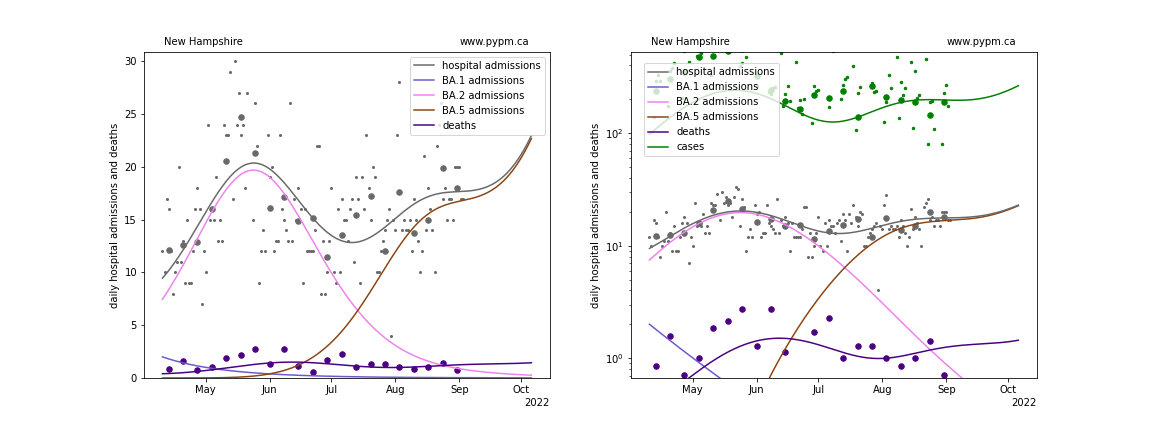 New Hampshire
www.pypm.ca
daily hospital admissions and deaths
30
25
20
15
10
5
0
hospital admissions
BA.1 admissions
BA.2 admissions
BA.5 admissions
deaths
May
Jun
Jul
Aug
Sep
Oct
2022
New Hampshire
www.pypm.ca
daily hospital admissions and deaths
10²
10¹
10⁰
hospital admissions
BA.1 admissions
BA.2 admissions
BA.5 admissions
deaths
cases
May
Jun
Jul
Aug
Sep
Oct
2022